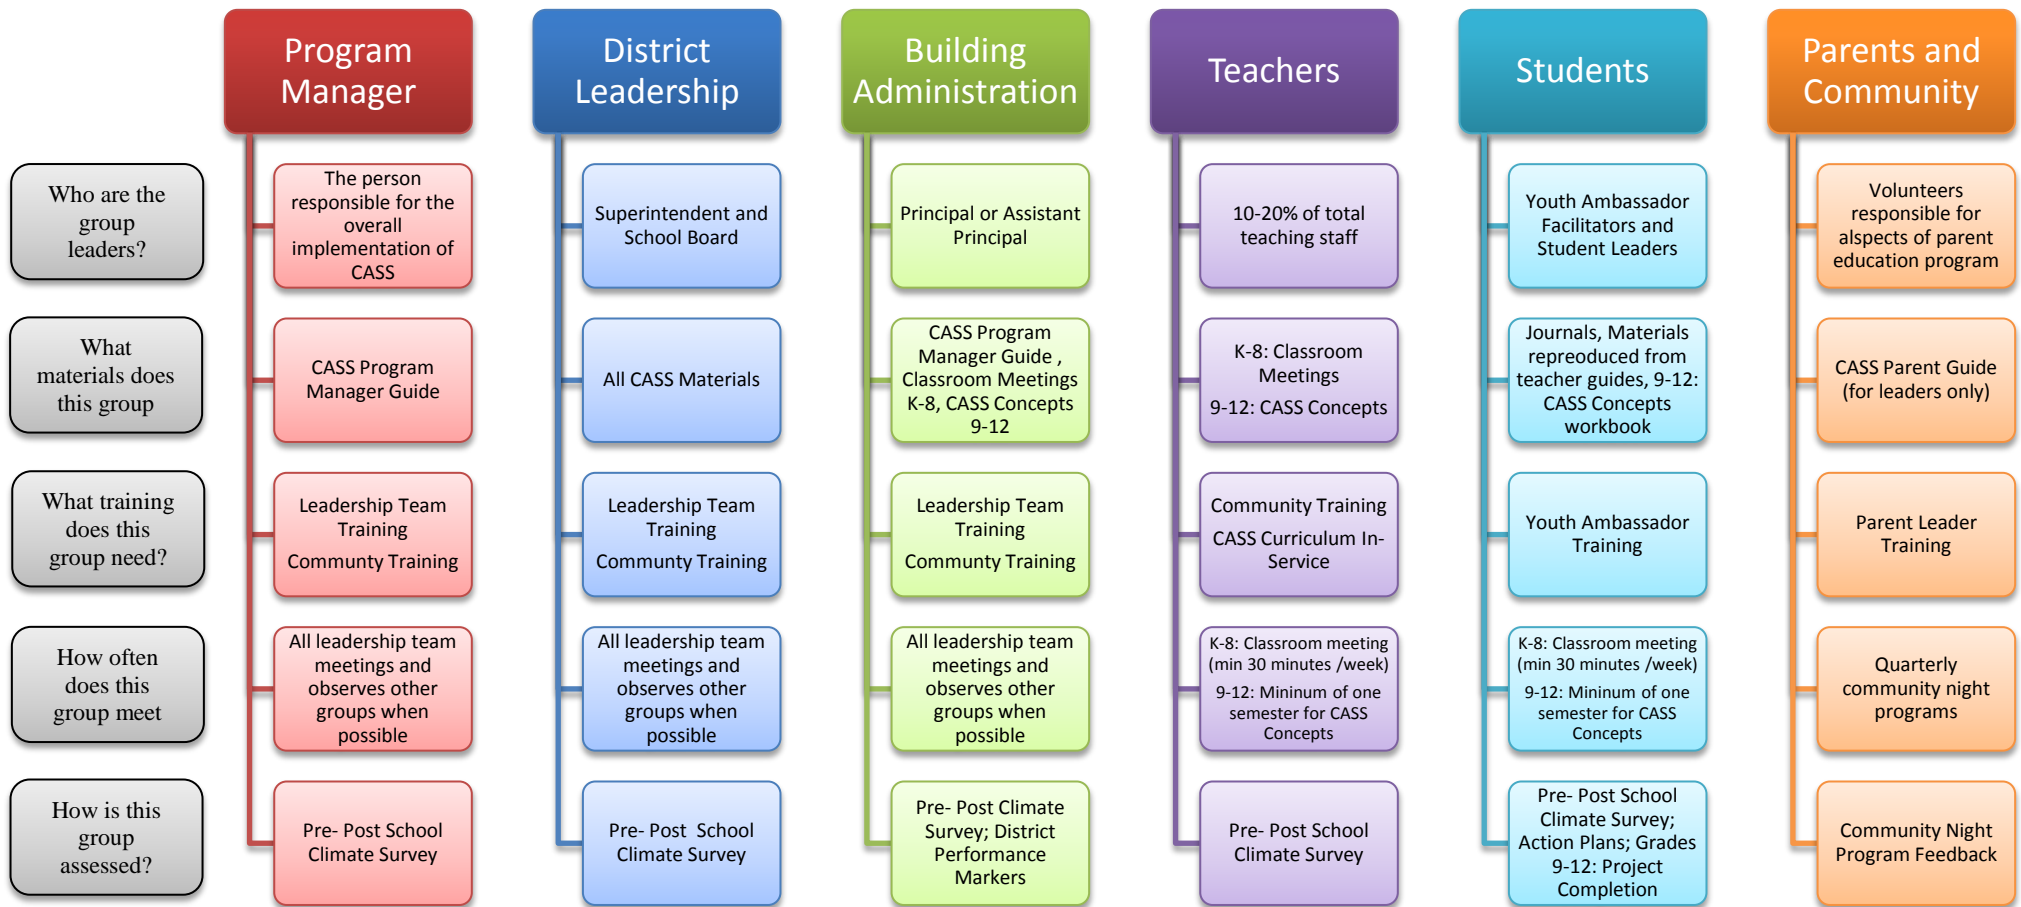 Program
Manager
District
Leadership
Building
Administration
Teachers
Students
Parents and
Community
Who are the
group
leaders?
The person
responsible for the
overall
implementation of
CASS
Superintendent and
School Board
Principal or Assistant
Principal
10-20% of total
teaching staff
Youth Ambassador
Facilitators and
Student Leaders
Volunteers
responsible for
alspects of parent
education program
What
materials does
this group
CASS Program
Manager Guide
All CASS Materials
CASS Program
Manager Guide ,
Classroom Meetings
K-8, CASS Concepts
9-12
K-8: Classroom
Meetings
9-12: CASS Concepts
Journals, Materials
repreoduced from
teacher guides, 9-12:
CASS Concepts
workbook
CASS Parent Guide
(for leaders only)
What training
does this
group need?
Leadership Team
Training
Communty Training
Leadership Team
Training
Communty Training
Leadership Team
Training
Communty Training
Community Training
CASS Curriculum In-
Service
Youth Ambassador
Training
Parent Leader
Training
How often
does this
group meet
All leadership team
meetings and
observes other
groups when
possible
All leadership team
meetings and
observes other
groups when
possible
All leadership team
meetings and
observes other
groups when
possible
K-8: Classroom meeting
(min 30 minutes /week)
9-12: Mininum of one
semester for CASS
Concepts
K-8: Classroom meeting
(min 30 minutes /week)
9-12: Mininum of one
semester for CASS
Concepts
Quarterly
community night
programs
How is this
group
assessed?
Pre- Post School
Climate Survey
Pre- Post School
Climate Survey
Pre- Post Climate
Survey; District
Performance
Markers
Pre- Post School
Climate Survey
Pre- Post School
Climate Survey;
Action Plans; Grades
9-12: Project
Completion
Community Night
Program Feedback